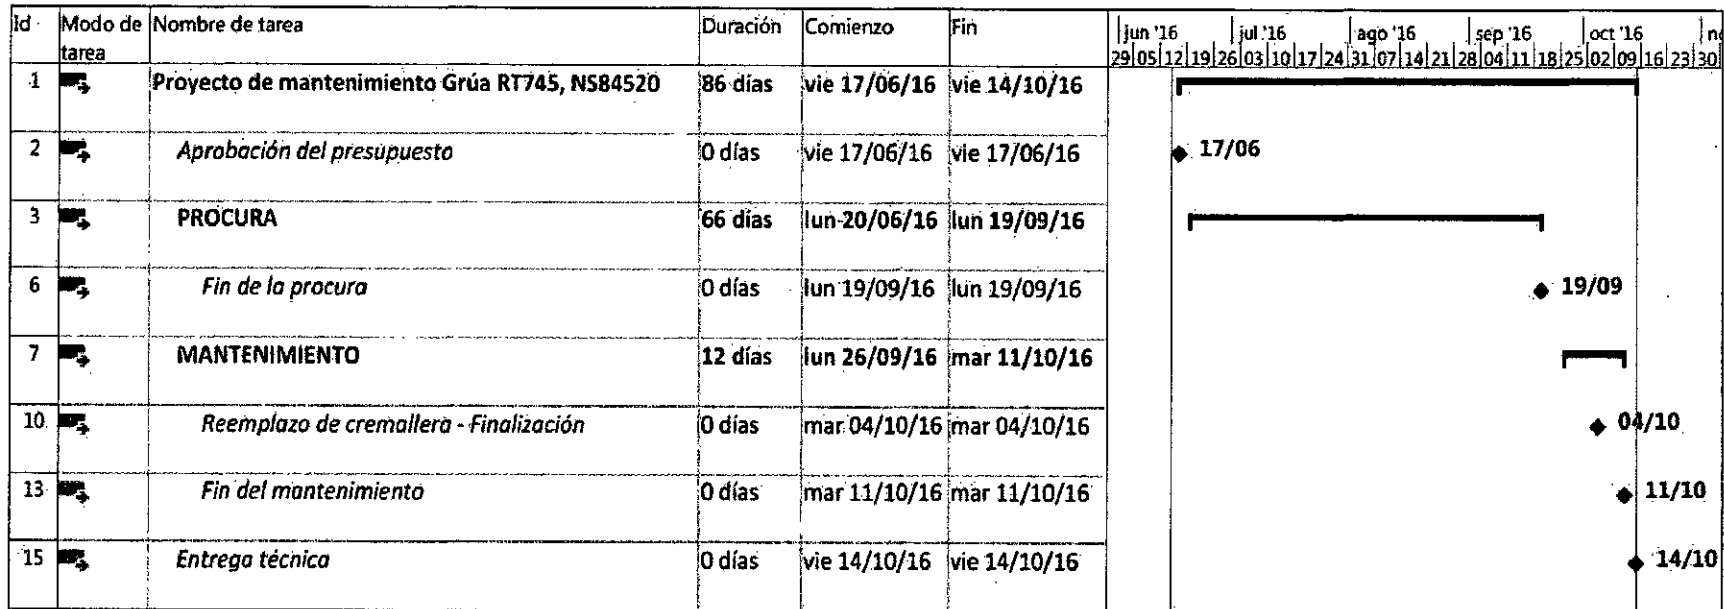 Id Modo de tarea Nombre de tarea Duración Comienzo Fin jun '16 jul '16 ago '16 sep '16 oct '16
29 05 12 19 26 03 10 17 24 31 07 14 21 28 04 11 18 25 02 09 16 23 30
1 Proyecto de mantenimiento Grúa RT745, NS84520 86 días vie 17/06/16 vie 14/10/16
2 Aprobación del presupuesto 0 días vie 17/06/16 vie 17/06/16 17/06
3 PROCURA 66 días lun 20/06/16 lun 19/09/16
6 Fin de la procura 0 días lun 19/09/16 lun 19/09/16 19/09
7 MANTENIMIENTO 12 días lun 26/09/16 mar 11/10/16
10 Reemplazo de cremallera - Finalización 0 días mar 04/10/16 mar 04/10/16 04/10
13 Fin del mantenimiento 0 días mar 11/10/16 mar 11/10/16 11/10
15 Entrega técnica 0 días vie 14/10/16 vie 14/10/16 14/10